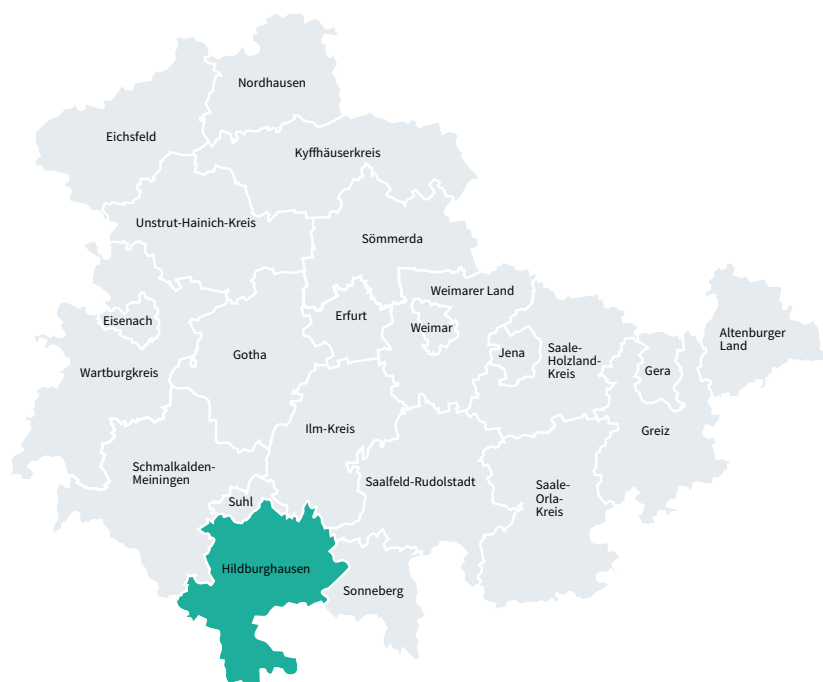 Nordhausen
Eichsfeld
Kyffhäuserkreis
Unstrut-Hainich-Kreis
Sömmerda
Weimarer Land
Eisenach
Erfurt
Weimar
Altenburger
Land
Gotha
Jena
Saale-
Holzland-
Kreis
Wartburgkreis
Gera
Ilm-Kreis
Greiz
Schmalkalden-
Meiningen
Saalfeld-Rudolstadt
Saale-
Orla-
Kreis
Suhl
Hildburghausen
Sonneberg